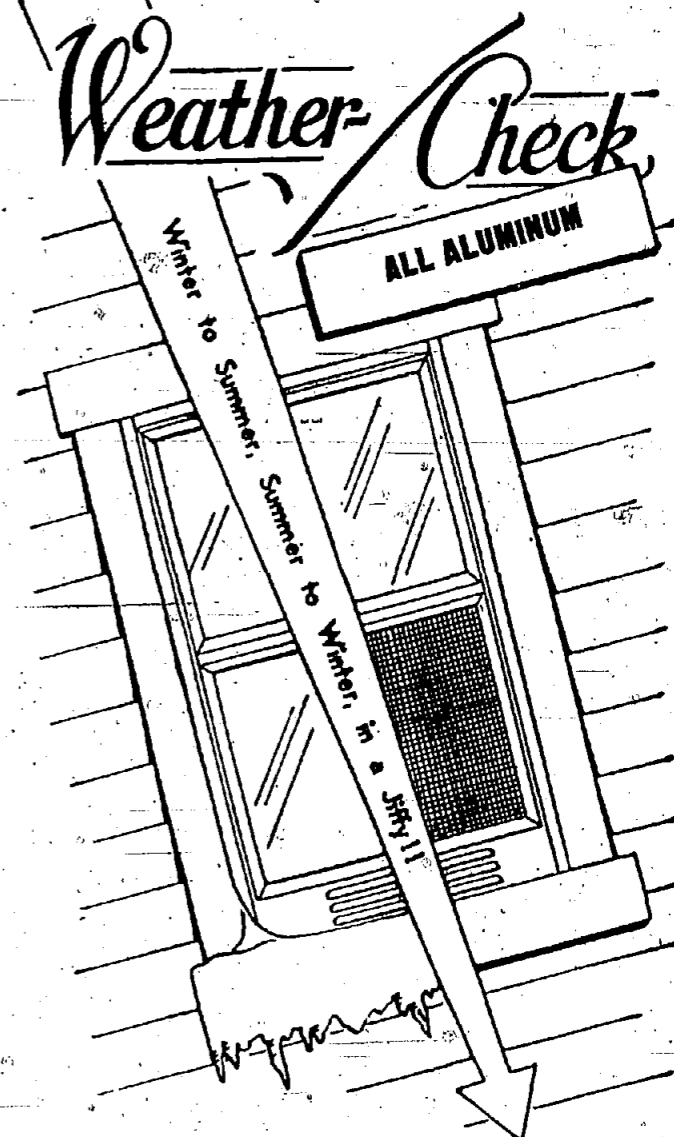 Weather-Check
ALL ALUMINUM
Winter to Summer, Summer to Winter, in a Jiffy!!